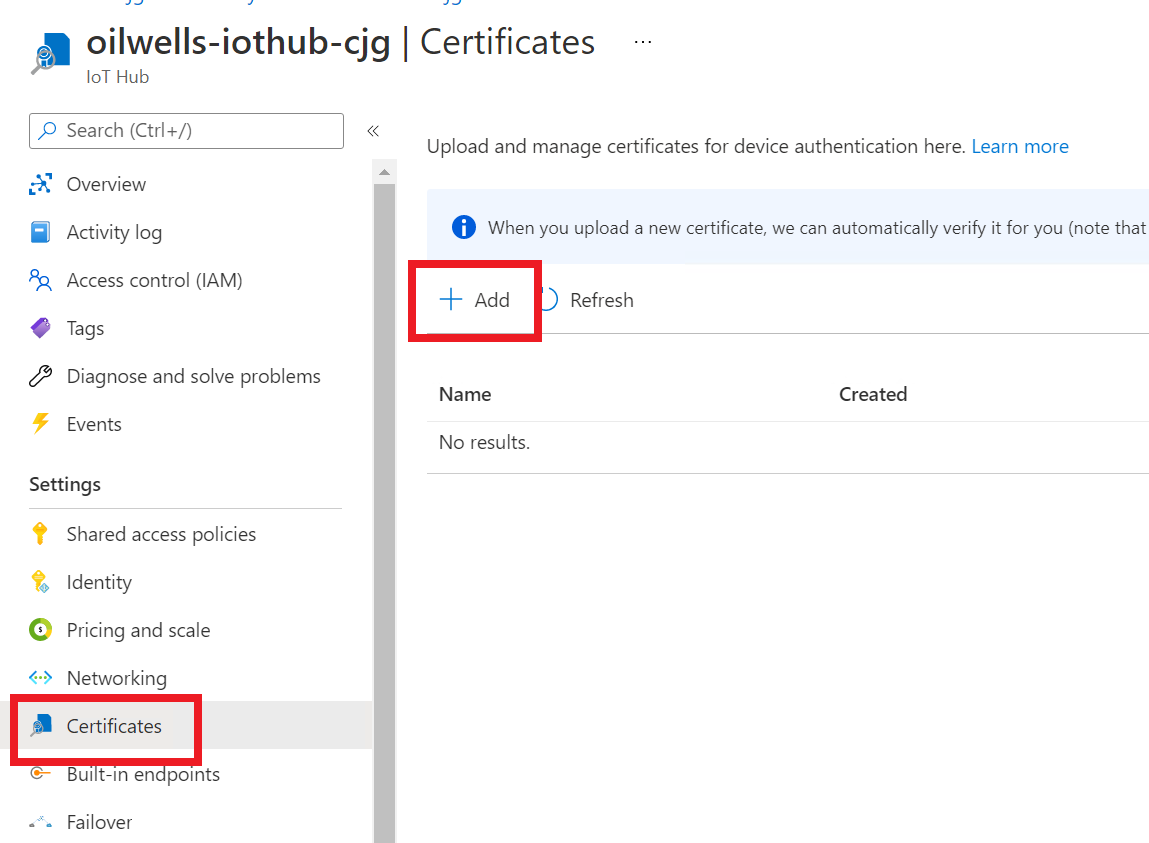 oilwells-iothub-cjg | Certificates ...
IoT Hub
Search (Ctrl+/)
«
Overview
Activity log
Access control (IAM)
Tags
Diagnose and solve problems
Events
Settings
Shared access policies
Identity
Pricing and scale
Networking
Certificates
Built-in endpoints
Failover
Upload and manage certificates for device authentication here. Learn more
When you upload a new certificate, we can automatically verify it for you (note that
Add Refresh
Name Created
No results.